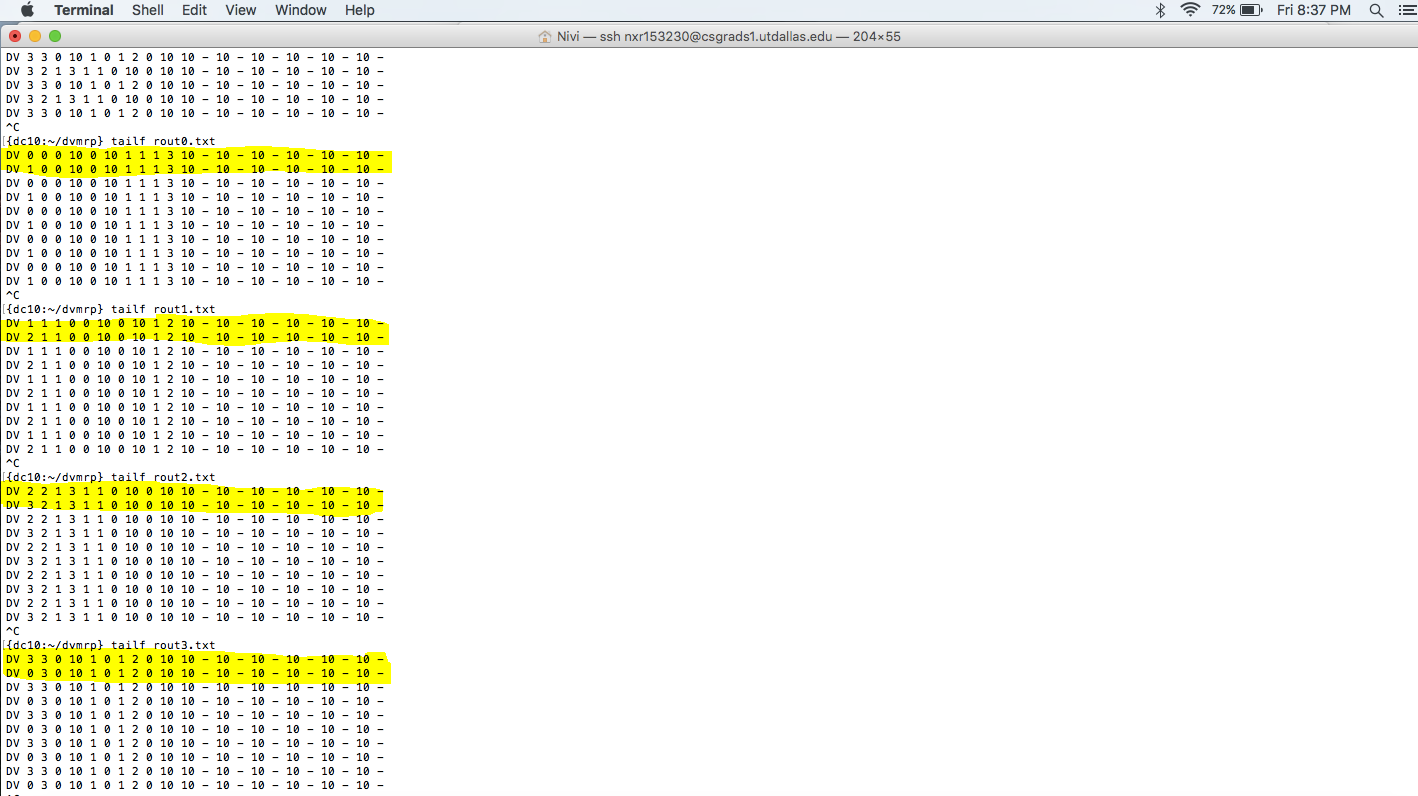 Terminal Shell Edit View Window Help 72% Fri 8:37 PM
Nivi — ssh nxr153230@csgrads1.utdallas.edu — 204×55
DV 3 3 0 10 1 0 1 2 0 10 10 - 10 - 10 - 10 - 10 - 10 -
DV 3 2 1 3 1 1 0 10 0 10 10 - 10 - 10 - 10 - 10 - 10 -
DV 3 3 0 10 1 0 1 2 0 10 10 - 10 - 10 - 10 - 10 - 10 -
DV 3 2 1 3 1 1 0 10 0 10 10 - 10 - 10 - 10 - 10 - 10 -
DV 3 3 0 10 1 0 1 2 0 10 10 - 10 - 10 - 10 - 10 - 10 -
^C
[{dc10:~/dvmrp} tailf rout0.txt
DV 0 0 0 10 0 10 1 1 1 3 10 - 10 - 10 - 10 - 10 - 10 -
DV 1 0 0 10 0 10 1 1 1 3 10 - 10 - 10 - 10 - 10 - 10 -
DV 0 0 0 10 0 10 1 1 1 3 10 - 10 - 10 - 10 - 10 - 10 -
DV 1 0 0 10 0 10 1 1 1 3 10 - 10 - 10 - 10 - 10 - 10 -
DV 0 0 0 10 0 10 1 1 1 3 10 - 10 - 10 - 10 - 10 - 10 -
DV 1 0 0 10 0 10 1 1 1 3 10 - 10 - 10 - 10 - 10 - 10 -
DV 0 0 0 10 0 10 1 1 1 3 10 - 10 - 10 - 10 - 10 - 10 -
DV 1 0 0 10 0 10 1 1 1 3 10 - 10 - 10 - 10 - 10 - 10 -
DV 0 0 0 10 0 10 1 1 1 3 10 - 10 - 10 - 10 - 10 - 10 -
DV 1 0 0 10 0 10 1 1 1 3 10 - 10 - 10 - 10 - 10 - 10 -
^C
[{dc10:~/dvmrp} tailf rout1.txt
DV 1 1 1 0 0 10 0 10 1 2 10 - 10 - 10 - 10 - 10 - 10 -
DV 2 1 1 0 0 10 0 10 1 2 10 - 10 - 10 - 10 - 10 - 10 -
DV 1 1 1 0 0 10 0 10 1 2 10 - 10 - 10 - 10 - 10 - 10 -
DV 2 1 1 0 0 10 0 10 1 2 10 - 10 - 10 - 10 - 10 - 10 -
DV 1 1 1 0 0 10 0 10 1 2 10 - 10 - 10 - 10 - 10 - 10 -
DV 2 1 1 0 0 10 0 10 1 2 10 - 10 - 10 - 10 - 10 - 10 -
DV 1 1 1 0 0 10 0 10 1 2 10 - 10 - 10 - 10 - 10 - 10 -
DV 2 1 1 0 0 10 0 10 1 2 10 - 10 - 10 - 10 - 10 - 10 -
DV 1 1 1 0 0 10 0 10 1 2 10 - 10 - 10 - 10 - 10 - 10 -
DV 2 1 1 0 0 10 0 10 1 2 10 - 10 - 10 - 10 - 10 - 10 -
^C
[{dc10:~/dvmrp} tailf rout2.txt
DV 2 2 1 3 1 1 0 10 0 10 10 - 10 - 10 - 10 - 10 - 10 -
DV 3 2 1 3 1 1 0 10 0 10 10 - 10 - 10 - 10 - 10 - 10 -
DV 2 2 1 3 1 1 0 10 0 10 10 - 10 - 10 - 10 - 10 - 10 -
DV 3 2 1 3 1 1 0 10 0 10 10 - 10 - 10 - 10 - 10 - 10 -
DV 2 2 1 3 1 1 0 10 0 10 10 - 10 - 10 - 10 - 10 - 10 -
DV 3 2 1 3 1 1 0 10 0 10 10 - 10 - 10 - 10 - 10 - 10 -
DV 2 2 1 3 1 1 0 10 0 10 10 - 10 - 10 - 10 - 10 - 10 -
DV 3 2 1 3 1 1 0 10 0 10 10 - 10 - 10 - 10 - 10 - 10 -
DV 2 2 1 3 1 1 0 10 0 10 10 - 10 - 10 - 10 - 10 - 10 -
DV 3 2 1 3 1 1 0 10 0 10 10 - 10 - 10 - 10 - 10 - 10 -
^C
[{dc10:~/dvmrp} tailf rout3.txt
DV 3 3 0 10 1 0 1 2 0 10 10 - 10 - 10 - 10 - 10 - 10 -
DV 0 3 0 10 1 0 1 2 0 10 10 - 10 - 10 - 10 - 10 - 10 -
DV 3 3 0 10 1 0 1 2 0 10 10 - 10 - 10 - 10 - 10 - 10 -
DV 0 3 0 10 1 0 1 2 0 10 10 - 10 - 10 - 10 - 10 - 10 -
DV 3 3 0 10 1 0 1 2 0 10 10 - 10 - 10 - 10 - 10 - 10 -
DV 0 3 0 10 1 0 1 2 0 10 10 - 10 - 10 - 10 - 10 - 10 -
DV 3 3 0 10 1 0 1 2 0 10 10 - 10 - 10 - 10 - 10 - 10 -
DV 0 3 0 10 1 0 1 2 0 10 10 - 10 - 10 - 10 - 10 - 10 -
DV 3 3 0 10 1 0 1 2 0 10 10 - 10 - 10 - 10 - 10 - 10 -
DV 0 3 0 10 1 0 1 2 0 10 10 - 10 - 10 - 10 - 10 - 10 -